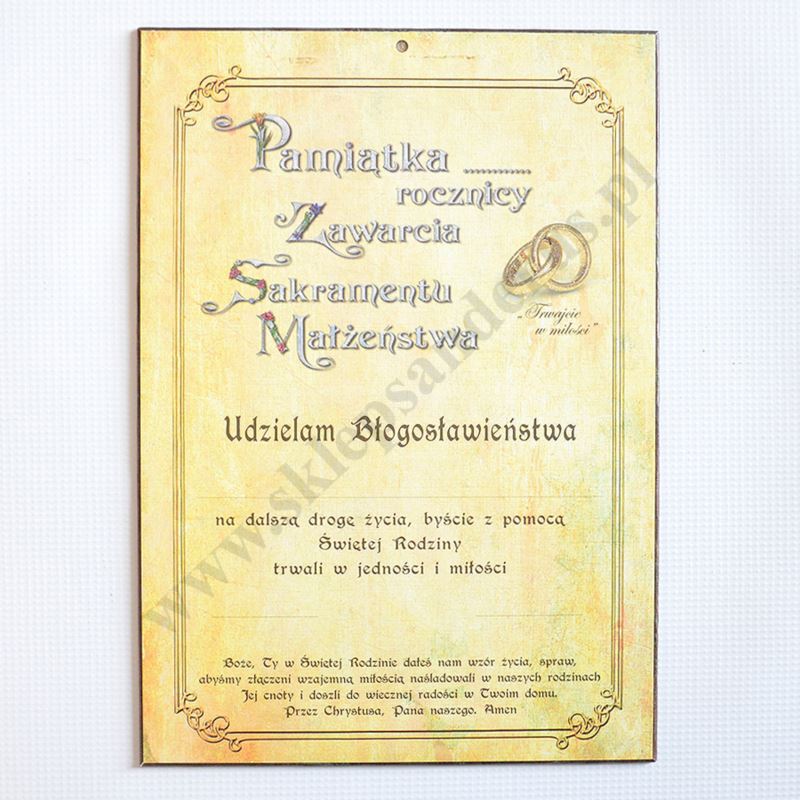 Pamiątka ............
rocznicy
Zawarcia
Sakramentu
Małżeństwa
„Trwajcie
w miłości”
Udzielam Błogosławieństwa
na dalszą drogę życia, byście z pomocą
Świętej Rodziny
trwali w jedności i miłości
Boże, Ty w Świętej Rodzinie dałeś nam wzór życia, spraw,
abyśmy złączeni wzajemną miłością naśladowali w naszych rodzinach
Jej cnoty i doszli do wiecznej radości w Twoim domu.
Przez Chrystusa, Pana naszego. Amen
www.sklepsandegus.pl